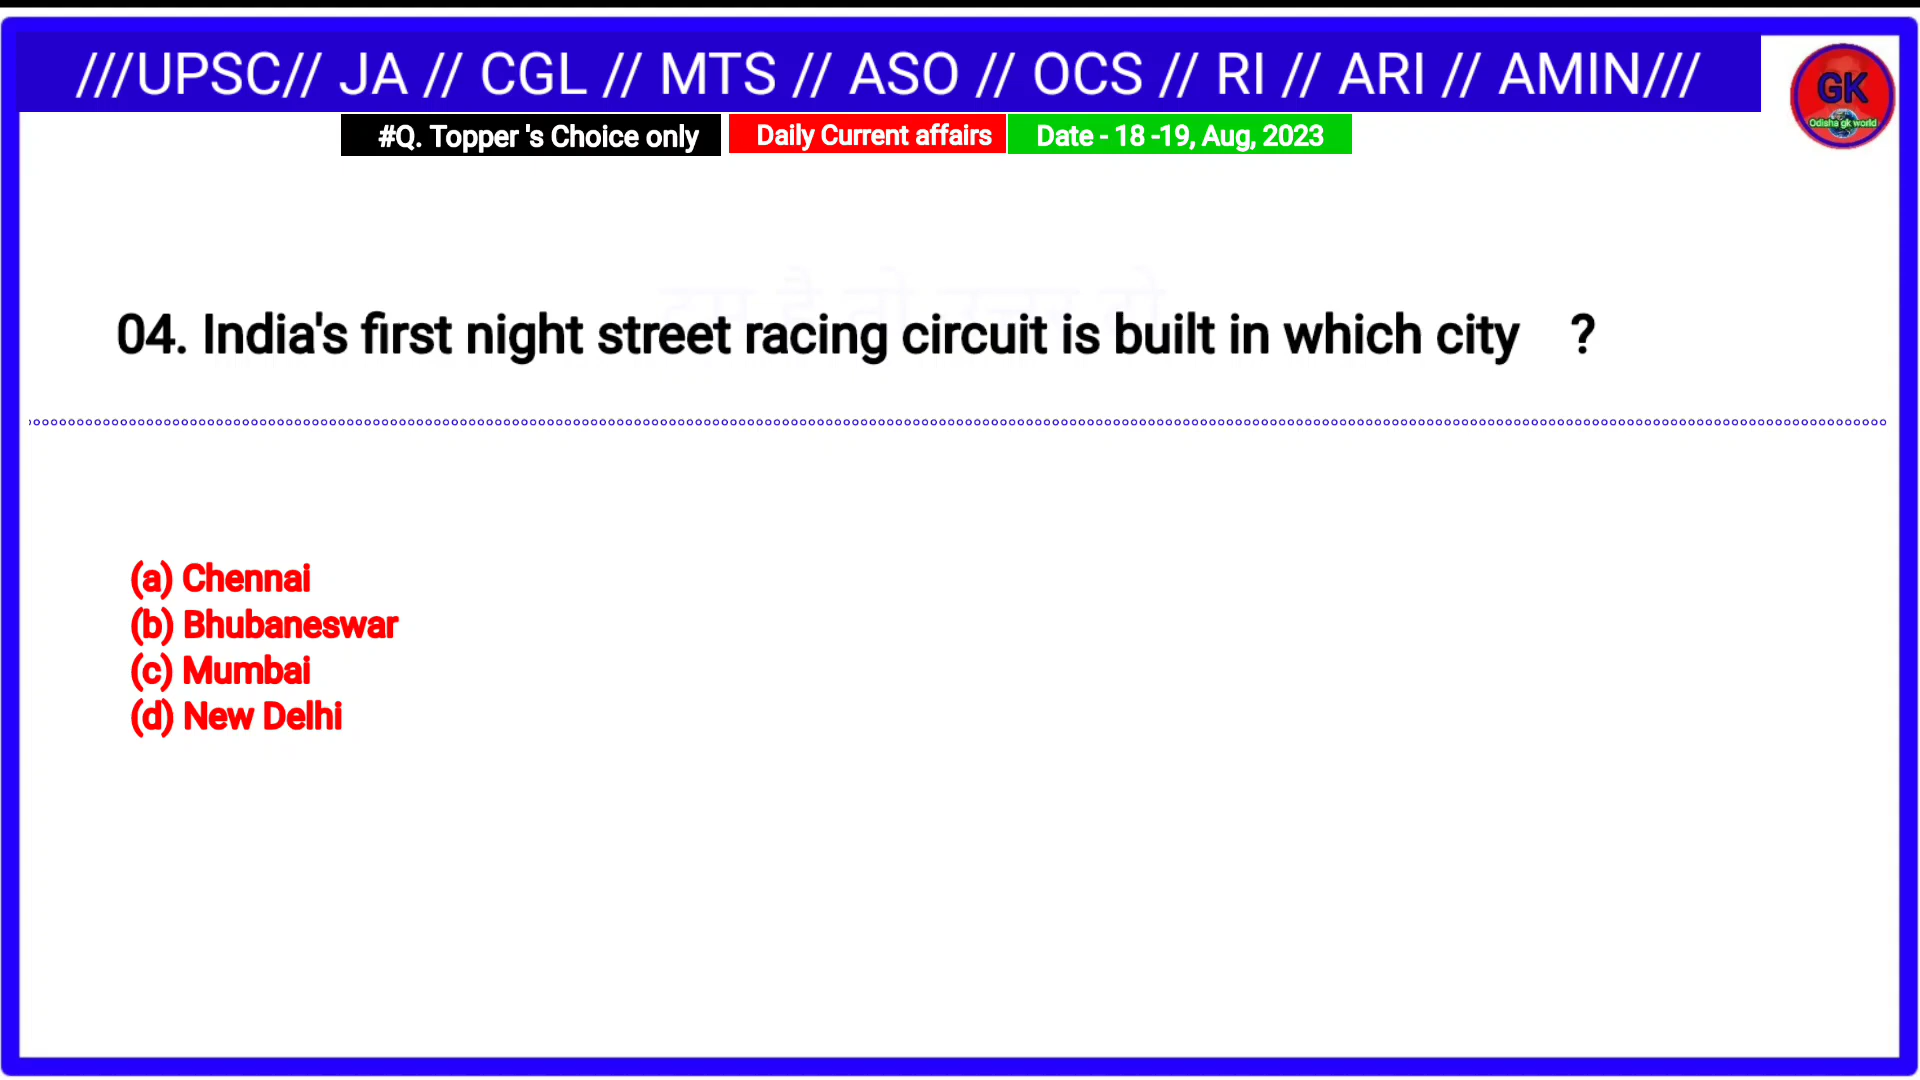 ///UPSC// JA // CGL // MTS // ASO // OCS // RI // ARI // AMIN///
GK
Odisha gk world
#Q. Topper 's Choice only Daily Current affairs Date - 18 -19, Aug, 2023
04. India's first night street racing circuit is built in which city ?
(a) Chennai
(b) Bhubaneswar
(c) Mumbai
(d) New Delhi